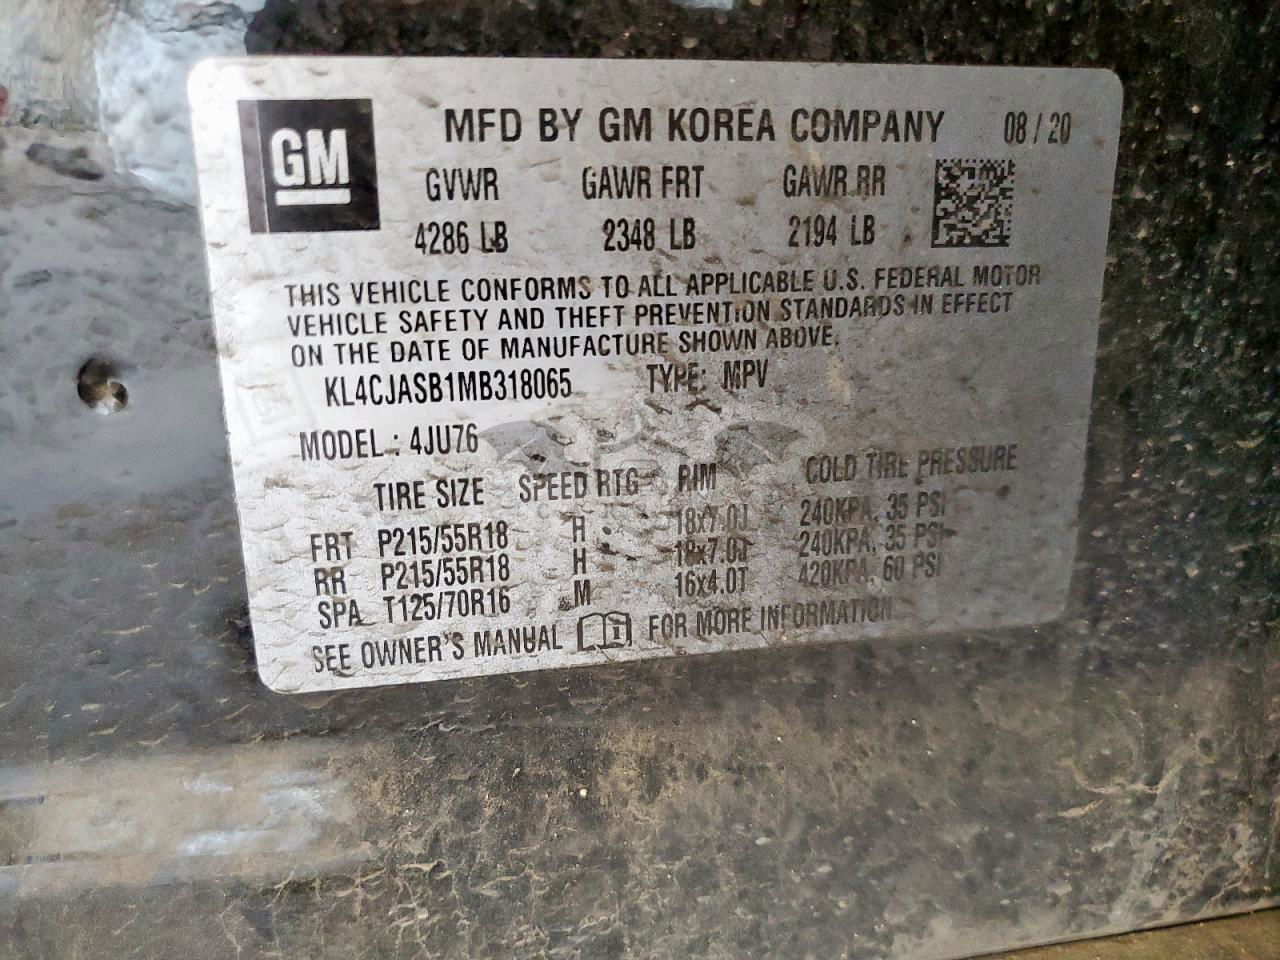 GM
MFD BY GM KOREA COMPANY 08/20
GVWR GAWR FRT GAWR RR
4286 LB 2348 LB 2194 LB
THIS VEHICLE CONFORMS TO ALL APPLICABLE U.S. FEDERAL MOTOR
VEHICLE SAFETY AND THEFT PREVENTION STANDARDS IN EFFECT
ON THE DATE OF MANUFACTURE SHOWN ABOVE.
KL4CJASB1MB318065 TYPE: MPV
MODEL: 4JU76
TIRE SIZE SPEED RTG RIM COLD TIRE PRESSURE
FRT P215/55R18 H 18x7.0J 240KPA, 35 PSI
RR P215/55R18 H 18x7.0J 240KPA, 35 PSI
SPA T125/70R16 M 16x4.0T 420KPA, 60 PSI
SEE OWNER'S MANUAL FOR MORE INFORMATION.